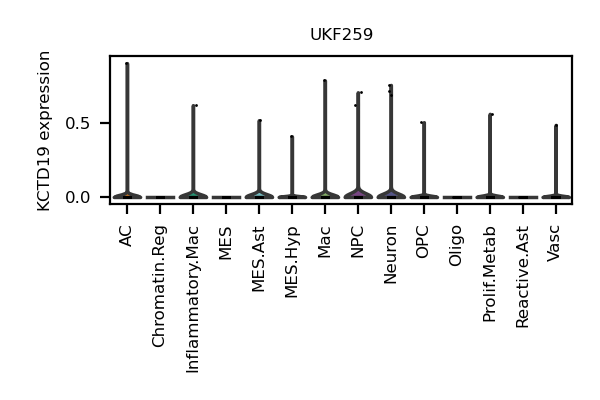 UKF259
KCTD19 expression
0.5
0.0
AC
Chromatin.Reg
Inflammatory.Mac
MES
MES.Ast
MES.Hyp
Mac
NPC
Neuron
OPC
Oligo
Prolif.Metab
Reactive.Ast
Vasc